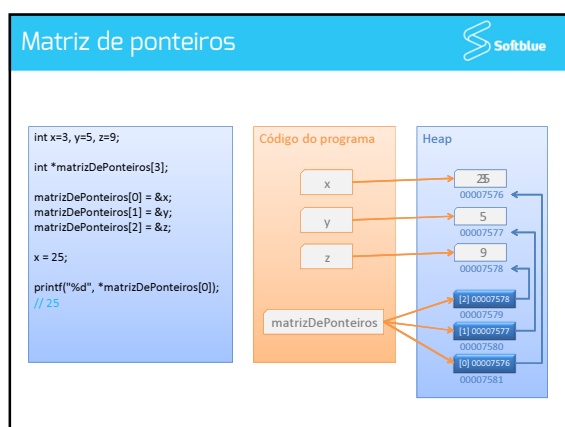 Matriz de ponteiros
Softblue
int x=3, y=5, z=9;
int *matrizDePonteiros[3];
matrizDePonteiros[0] = &x;
matrizDePonteiros[1] = &y;
matrizDePonteiros[2] = &z;
x = 25;
printf("%d", *matrizDePonteiros[0]);
// 25
Código do programa
x
y
z
matrizDePonteiros
Heap
00007576
5
00007577
9
00007578
[2] 00007578
00007579
[1] 00007577
00007580
[0] 00007576
00007581